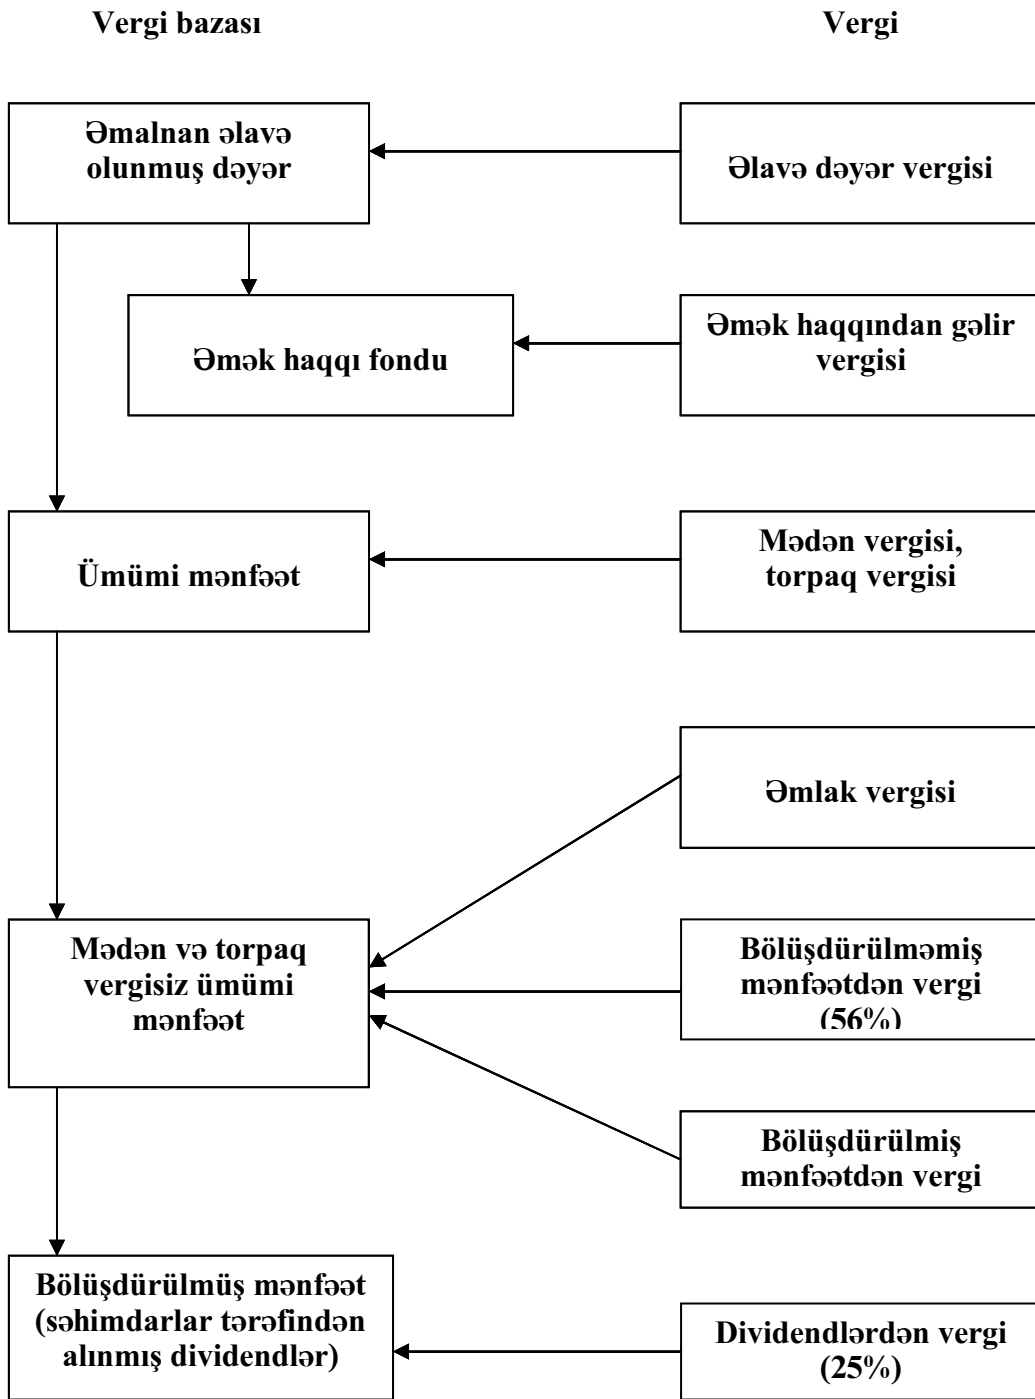 Vergi bazası
Vergi
Əmalnan əlavə
olunmuş dəyər
Əlavə dəyər vergisi
Əmək haqqı fondu
Əmək haqqından gəlir
vergisi
Ümümi mənfəət
Mədən vergisi,
torpaq vergisi
Əmlak vergisi
Mədən və torpaq
vergisiz ümümi
mənfəət
Bölüşdürülməmiş
mənfəətdən vergi
(56%)
Bölüşdürülmiş
mənfəətdən vergi
Bölüşdürülmüş mənfəət
(səhimdarlar tərəfindən
alınmış dividendlər)
Dividendlərdən vergi
(25%)